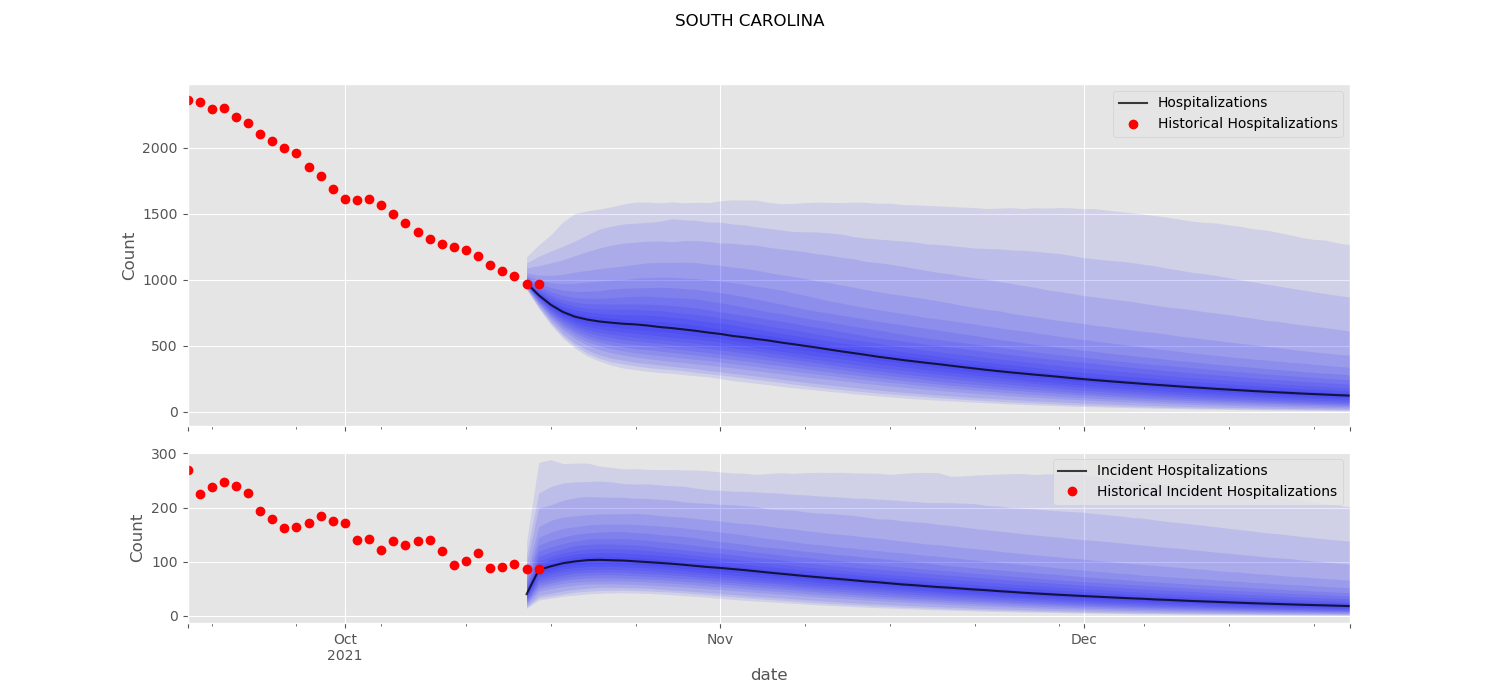 SOUTH CAROLINA
Hospitalizations
Historical Hospitalizations
2000
1500
1000
500
0
Count
Incident Hospitalizations
Historical Incident Hospitalizations
300
200
100
0
Count
Oct
2021
Nov
Dec
date